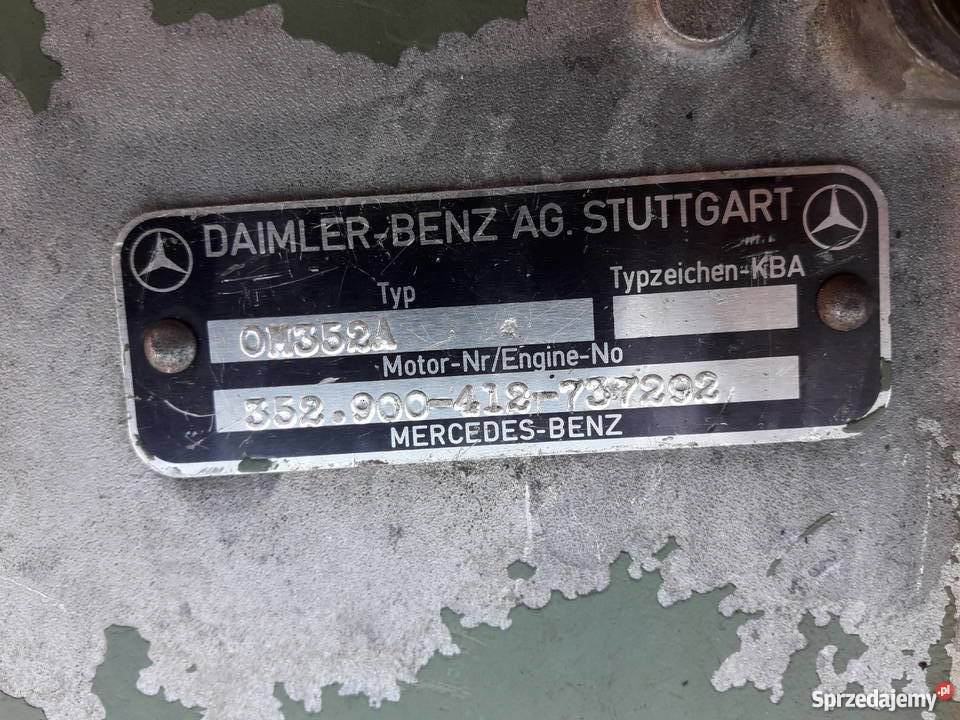 DAIMLER-BENZ AG. STUTTGART
Typ
Typzeichen-KBA
OM352A
Motor-Nr/Engine-No
352.900-412-737292
MERCEDES-BENZ
Sprzedajemy.pl